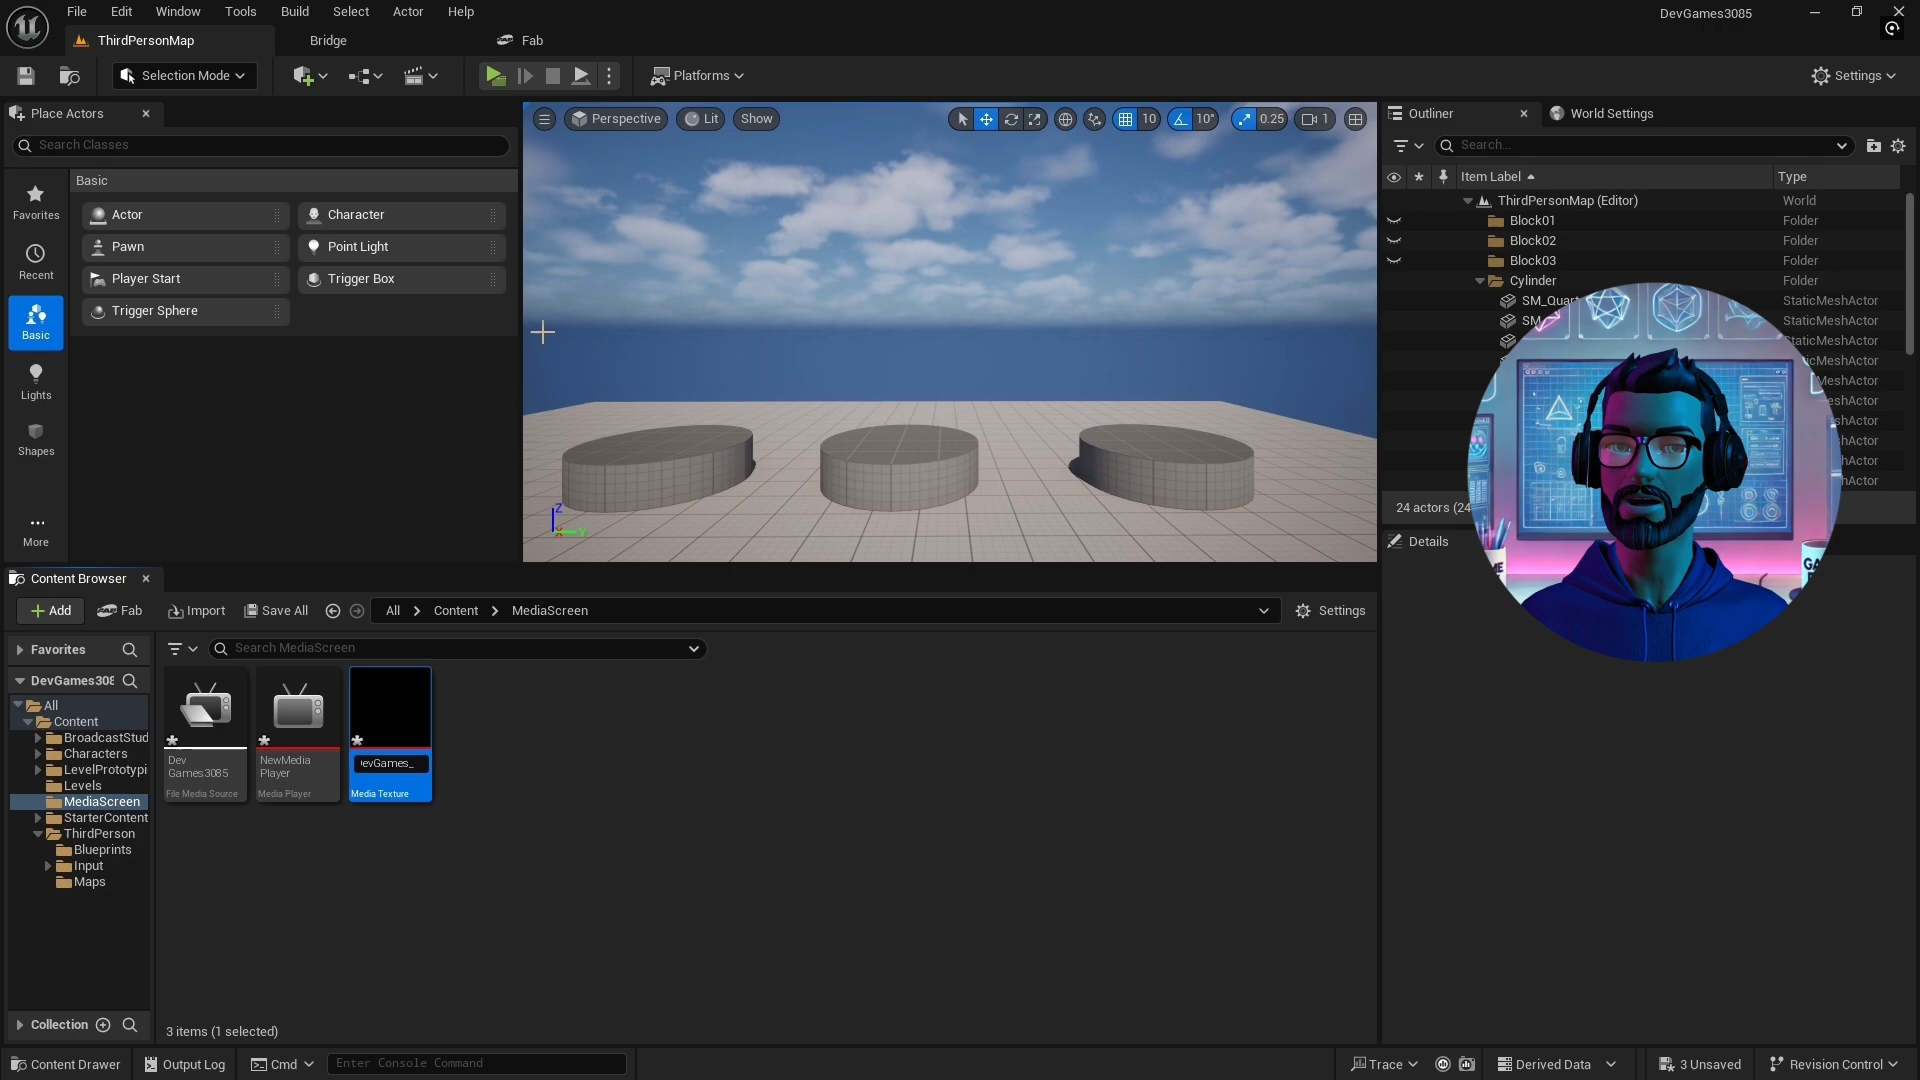 File Edit Window Tools Build Select Actor Help
DevGames3085
ThirdPersonMap
Bridge
Fab
Selection Mode
Platforms
Settings
Place Actors
Search Classes
Favorites
Recent
Basic
Lights
Shapes
More
Basic
Actor
Character
Pawn
Point Light
Player Start
Trigger Box
Trigger Sphere
Perspective
Lit
Show
10
10°
0.25
1
Z
Y
Outliner
World Settings
Search...
Item Label
Type
ThirdPersonMap (Editor) World
Block01 Folder
Block02 Folder
Block03 Folder
Cylinder Folder
StaticMeshActor
StaticMeshActor
24 actors (24
Details
Content Browser
Add
Fab
Import
Save All
All > Content > MediaScreen
Settings
Favorites
Search MediaScreen
All
Content
Characters
Levels
MediaScreen
StarterContent
ThirdPerson
Blueprints
Input
Maps
Collection
Dev
Games3085
File Media Source
NewMedia
Player
Media Player
evGames_
Media Texture
3 items (1 selected)
Content Drawer
Output Log
Cmd
Enter Console Command
Trace
Derived Data
3 Unsaved
Revision Control